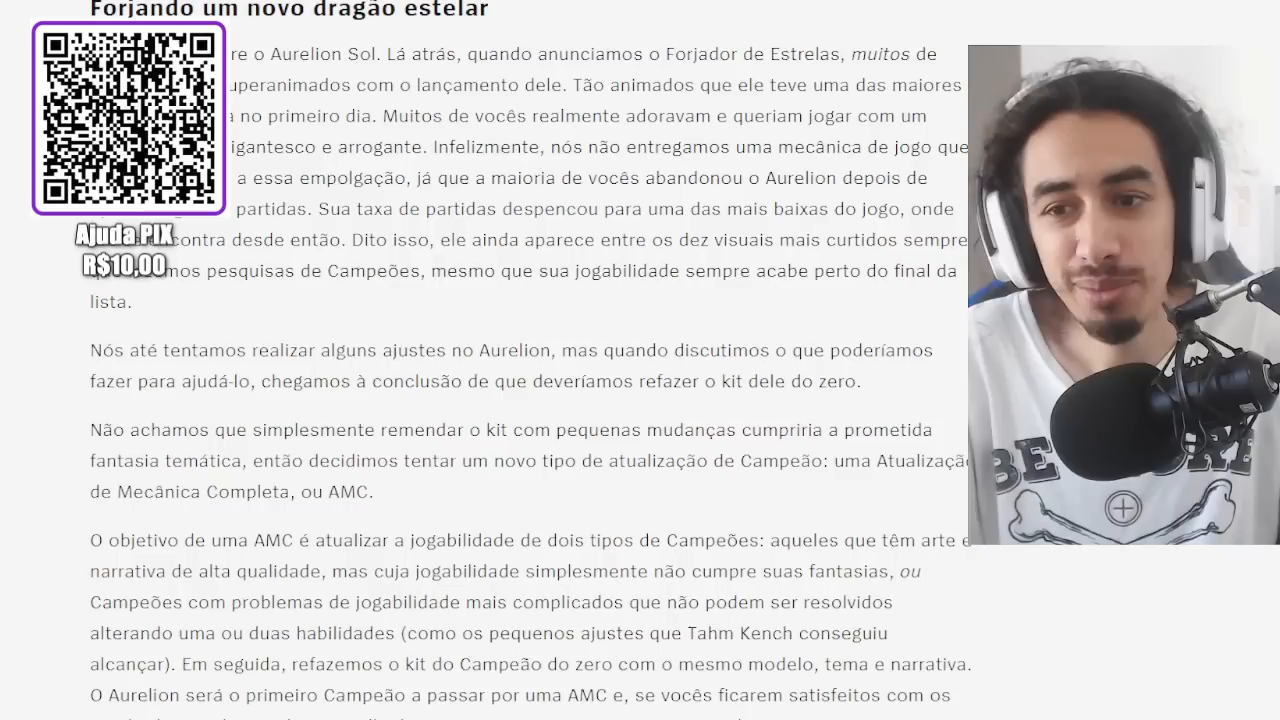 Forjando um novo dragão estelar
re o Aurelion Sol. Lá atrás, quando anunciamos o Forjador de Estrelas, muitos de
uperanimados com o lançamento dele. Tão animados que ele teve uma das maiores
no primeiro dia. Muitos de vocês realmente adoravam e queriam jogar com um
igantesco e arrogante. Infelizmente, nós não entregamos uma mecânica de jogo que
a essa empolgação, já que a maioria de vocês abandonou o Aurelion depois de
partidas. Sua taxa de partidas despencou para uma das mais baixas do jogo, onde
contra desde então. Dito isso, ele ainda aparece entre os dez visuais mais curtidos sempre
mos pesquisas de Campeões, mesmo que sua jogabilidade sempre acabe perto do final da
lista.
Ajuda PIX
R$10,00
Nós até tentamos realizar alguns ajustes no Aurelion, mas quando discutimos o que poderíamos
fazer para ajudá-lo, chegamos à conclusão de que deveríamos refazer o kit dele do zero.
Não achamos que simplesmente remendar o kit com pequenas mudanças cumpriria a prometida
fantasia temática, então decidimos tentar um novo tipo de atualização de Campeão: uma Atualização
de Mecânica Completa, ou AMC.
O objetivo de uma AMC é atualizar a jogabilidade de dois tipos de Campeões: aqueles que têm arte e
narrativa de alta qualidade, mas cuja jogabilidade simplesmente não cumpre suas fantasias, ou
Campeões com problemas de jogabilidade mais complicados que não podem ser resolvidos
alterando uma ou duas habilidades (como os pequenos ajustes que Tahm Kench conseguiu
alcançar). Em seguida, refazemos o kit do Campeão do zero com o mesmo modelo, tema e narrativa.
O Aurelion será o primeiro Campeão a passar por uma AMC e, se vocês ficarem satisfeitos com os